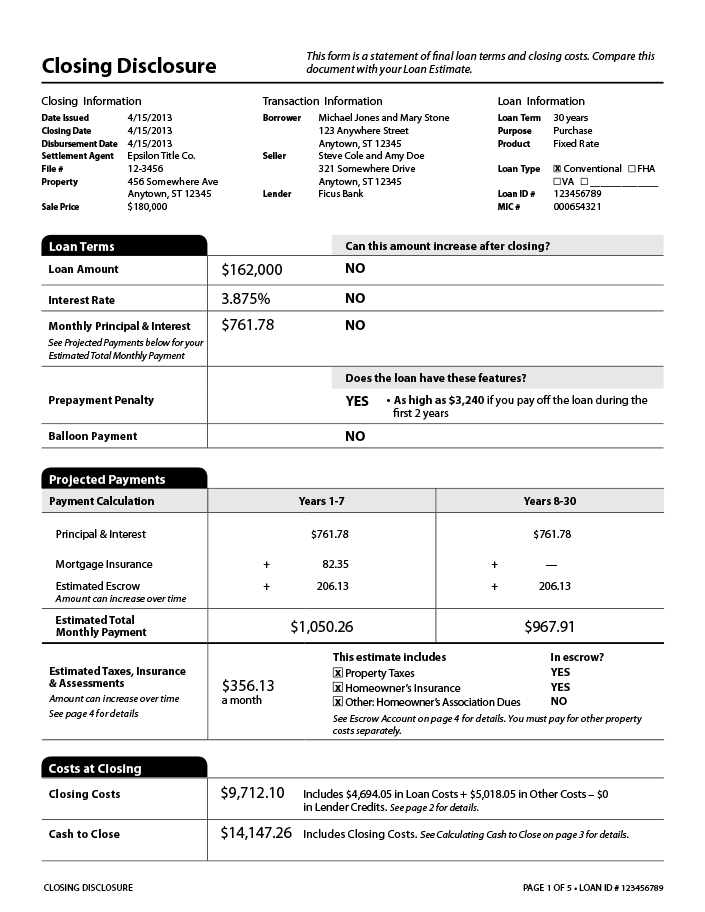 Closing Disclosure
This form is a statement of final loan terms and closing costs. Compare this
document with your Loan Estimate.
Closing Information
Date Issued 4/15/2013
Closing Date 4/15/2013
Disbursement Date 4/15/2013
Settlement Agent Epsilon Title Co.
File # 12-3456
Property 456 Somewhere Ave
Anytown, ST 12345
Sale Price $180,000
Transaction Information
Borrower Michael Jones and Mary Stone
123 Anywhere Street
Anytown, ST 12345
Seller Steve Cole and Amy Doe
321 Somewhere Drive
Anytown, ST 12345
Lender Ficus Bank
Loan Information
Loan Term 30 years
Purpose Purchase
Product Fixed Rate
Loan Type ☒ Conventional ☐ FHA
☐ VA ☐ ______________
Loan ID # 123456789
MIC # 000654321
Loan Terms Can this amount increase after closing?
Loan Amount $162,000 NO
Interest Rate 3.875% NO
Monthly Principal & Interest $761.78 NO
See Projected Payments below for your
Estimated Total Monthly Payment
Does the loan have these features?
Prepayment Penalty YES • As high as $3,240 if you pay off the loan during the
first 2 years
Balloon Payment NO
Projected Payments
Payment Calculation Years 1-7 Years 8-30
Principal & Interest $761.78 $761.78
Mortgage Insurance + 82.35 + —
Estimated Escrow + 206.13 + 206.13
Amount can increase over time
Estimated Total
Monthly Payment $1,050.26 $967.91
Estimated Taxes, Insurance
& Assessments
Amount can increase over time
See page 4 for details
$356.13
a month
This estimate includes In escrow?
☒ Property Taxes YES
☒ Homeowner's Insurance YES
☒ Other: Homeowner's Association Dues NO
See Escrow Account on page 4 for details. You must pay for other property
costs separately.
Costs at Closing
Closing Costs $9,712.10 Includes $4,694.05 in Loan Costs + $5,018.05 in Other Costs – $0
in Lender Credits. See page 2 for details.
Cash to Close $14,147.26 Includes Closing Costs. See Calculating Cash to Close on page 3 for details.
CLOSING DISCLOSURE PAGE 1 OF 5 • LOAN ID # 123456789